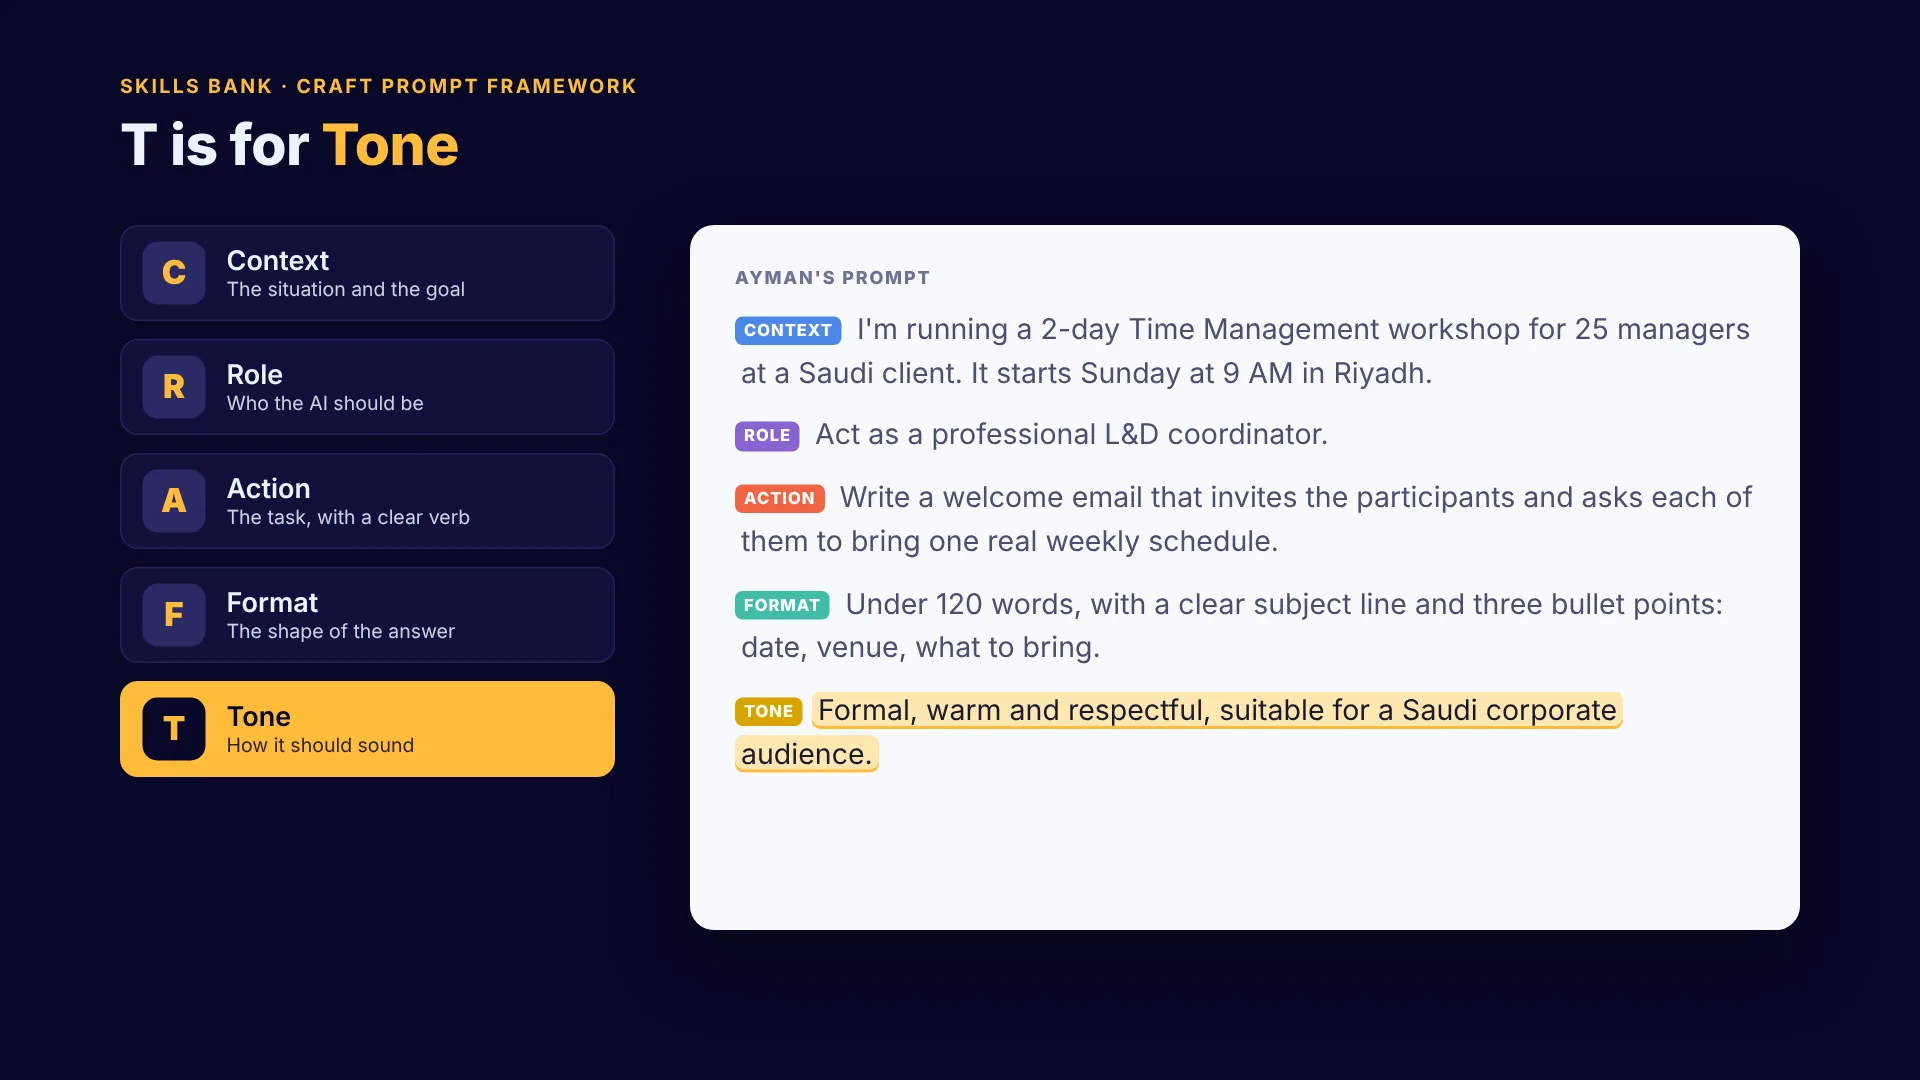 SKILLS BANK · CRAFT PROMPT FRAMEWORK
T is for Tone
C
Context
The situation and the goal
R
Role
Who the AI should be
A
Action
The task, with a clear verb
F
Format
The shape of the answer
T
Tone
How it should sound
AYMAN'S PROMPT
CONTEXT I'm running a 2-day Time Management workshop for 25 managers
at a Saudi client. It starts Sunday at 9 AM in Riyadh.
ROLE Act as a professional L&D coordinator.
ACTION Write a welcome email that invites the participants and asks each of
them to bring one real weekly schedule.
FORMAT Under 120 words, with a clear subject line and three bullet points:
date, venue, what to bring.
TONE Formal, warm and respectful, suitable for a Saudi corporate
audience.